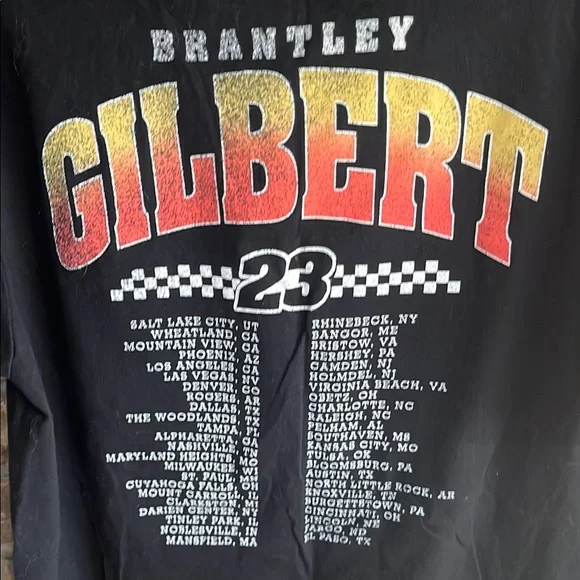 BRANTLEY
GILBERT
23
SALT LAKE CITY, UT
WHEATLAND, CA
MOUNTAIN VIEW, CA
PHOENIX, AZ
LOS ANGELES, CA
LAS VEGAS, NV
DENVER, CO
ROGERS, AR
DALLAS, TX
THE WOODLANDS, TX
TAMPA, FL
ALPHARETTA, GA
NASHVILLE, TN
MARYLAND HEIGHTS, MO
MILWAUKEE, WI
ST. PAUL, MN
CUYAHOGA FALLS, OH
MOUNT CARROLL, IL
CLARKSTON, MI
DARIEN CENTER, NY
TINLEY PARK, IL
NOBLESVILLE, IN
MANSFIELD, MA
RHINEBECK, NY
BANGOR, ME
BRISTOW, VA
HERSHEY, PA
CAMDEN, NJ
HOLMDEL, NJ
VIRGINIA BEACH, VA
OBETZ, OH
CHARLOTTE, NC
RALEIGH, NC
PELHAM, AL
SOUTHAVEN, MS
KANSAS CITY, MO
TULSA, OK
BLOOMSBURG, PA
AUSTIN, TX
NORTH LITTLE ROCK, AR
KNOXVILLE, TN
BURGETTSTOWN, PA
CINCINNATI, OH
LINCOLN, NE
FARGO, ND
EL PASO, TX